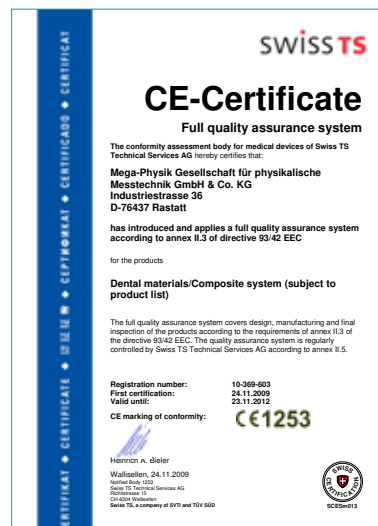 swiss TS
CE-Certificate
Full quality assurance system
The conformity assessment body for medical devices of Swiss TS
Technical Services AG hereby certifies that:
Mega-Physik Gesellschaft für physikalische
Messtechnik GmbH & Co. KG
Industriestrasse 36
D-76437 Rastatt
has introduced and applies a full quality assurance system
according to annex II.3 of directive 93/42 EEC
for the products
Dental materials/Composite system (subject to
product list)
The full quality assurance system covers design, manufacturing and final
inspection of the products according to the requirements of annex II.3 of
the directive 93/42 EEC. The quality assurance system is regularly
controlled by Swiss TS Technical Services AG according to annex II.5.
Registration number: 10-369-603
First certification: 24.11.2009
Valid until: 23.11.2012
CE marking of conformity: CE1253
Heinrich A. Bieler
Wallisellen, 24.11.2009
Notified Body 1253
Swiss TS Technical Services AG
Richtistrasse 15
CH-8304 Wallisellen
Swiss TS, a company of SVTI and TÜV SÜD
SWISS
CERTIFICATION
SCESm013
ERTIFIKAT ◆ CERTIFICATE ◆ ◆ СЕРТИФИКАТ ◆ CERTIFICADO ◆ CERTIFICAT